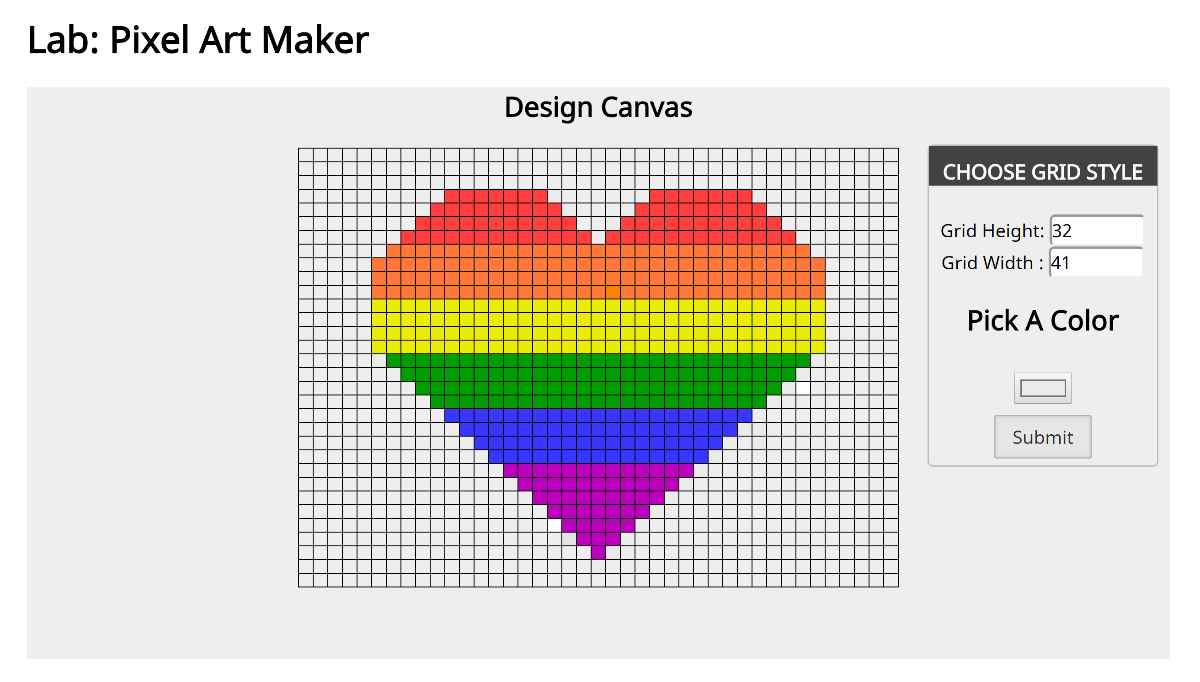 Lab: Pixel Art Maker
Design Canvas
CHOOSE GRID STYLE
Grid Height: 32
Grid Width : 41
Pick A Color
Submit